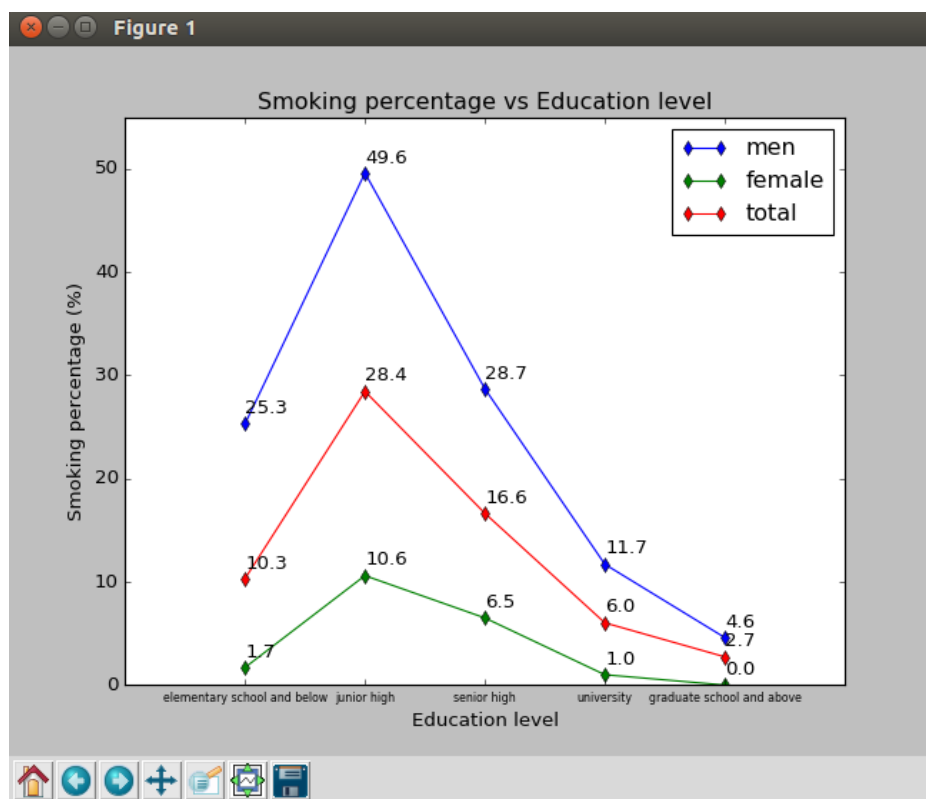 Figure 1
Smoking percentage vs Education level
men
female
total
Smoking percentage (%)
50
40
30
20
10
0
49.6
25.3
28.4
28.7
10.3
10.6
16.6
11.7
1.7
6.5
6.0
4.6
2.7
1.0
0.0
elementary school and below junior high senior high university graduate school and above
Education level